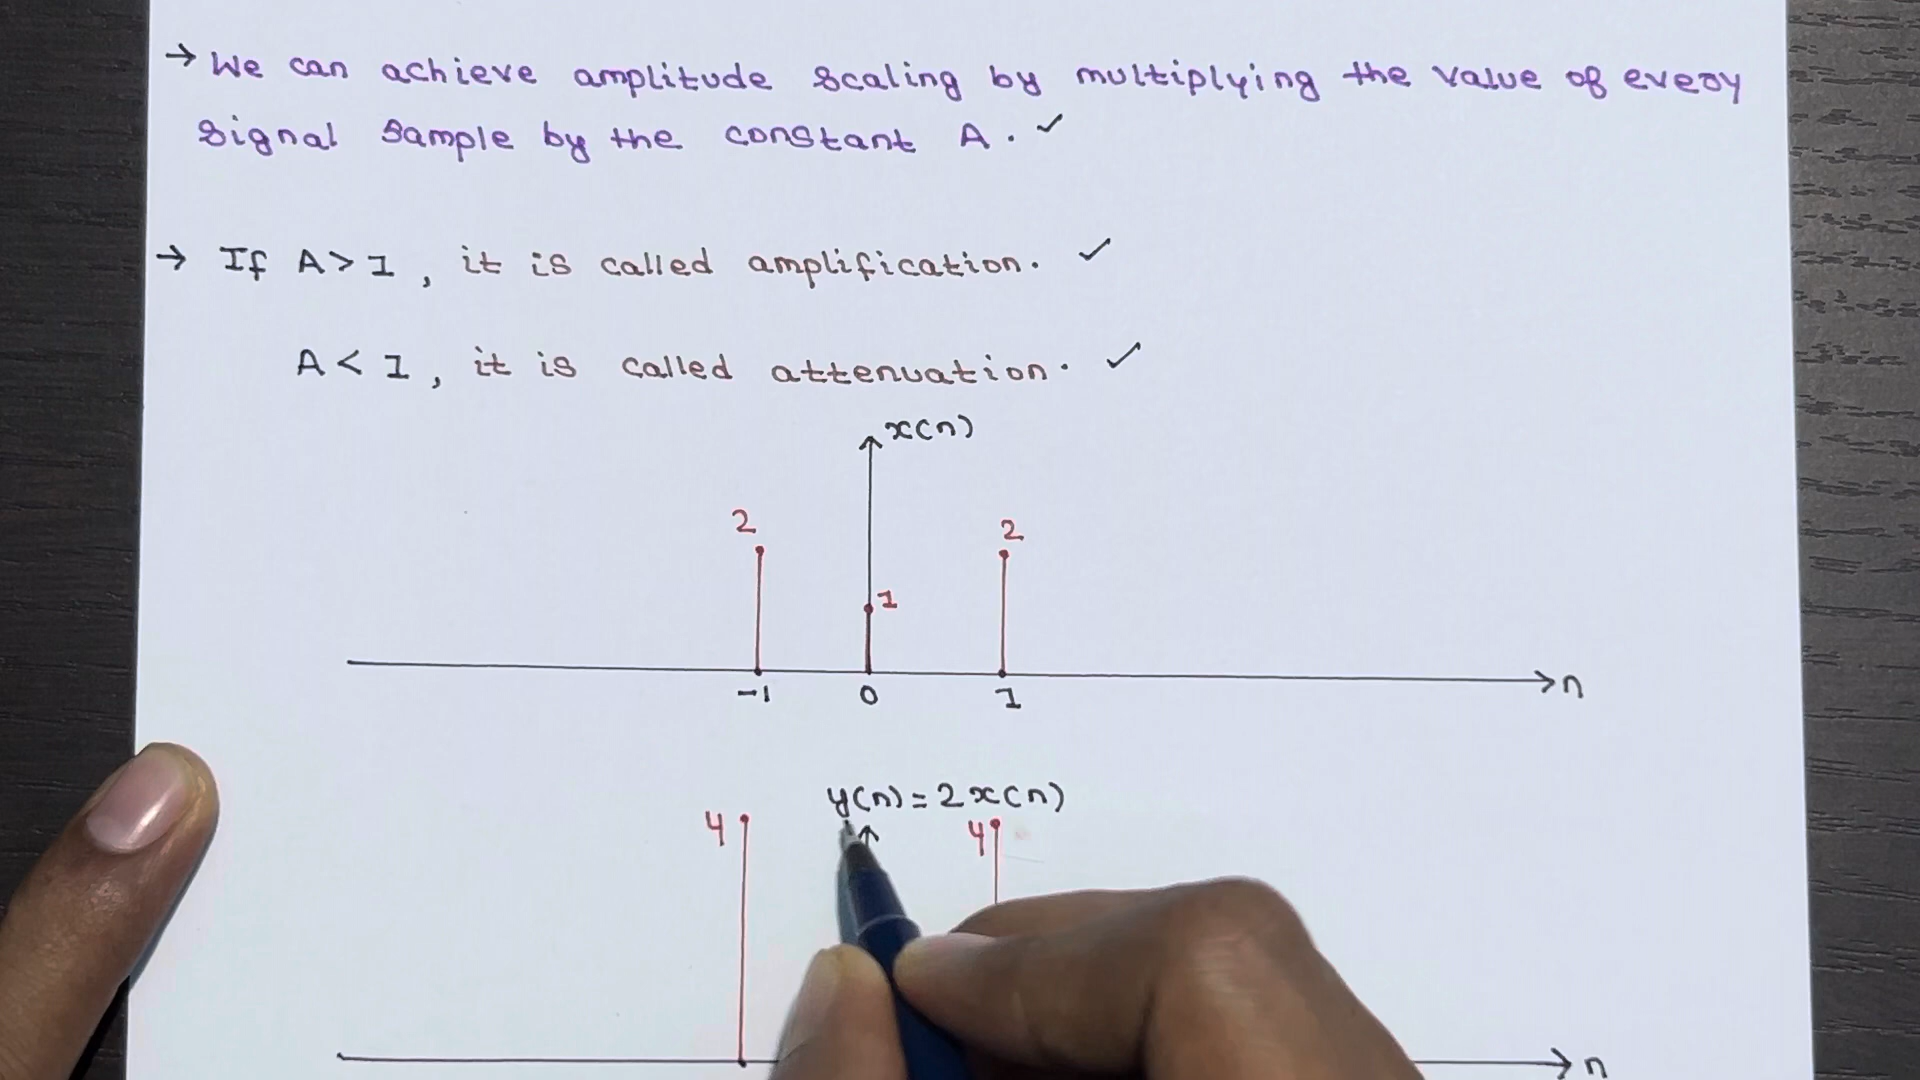 → We can achieve amplitude scaling by multiplying the value of every
signal sample by the constant A. ✓
→ If A > 1, it is called amplification. ✓
A < 1, it is called attenuation. ✓
x(n)
2 2
1
-1 0 1 n
y(n) = 2x(n)
4 4
n